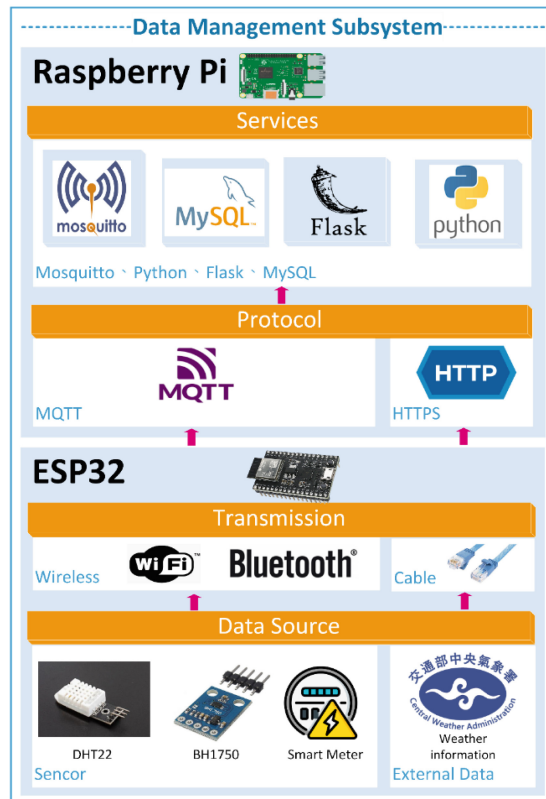 Data Management Subsystem
Raspberry Pi
Services
mosquitto
MySQL™
Flask
python
Mosquitto、Python、Flask、MySQL
Protocol
MQTT
HTTP
MQTT
HTTPS
ESP32
Transmission
Wireless
WiFi™
Bluetooth®
Cable
Data Source
交通部中央氣象署
Central Weather Administration
DHT22
BH1750
Smart Meter
Weather
information
Sencor
External Data